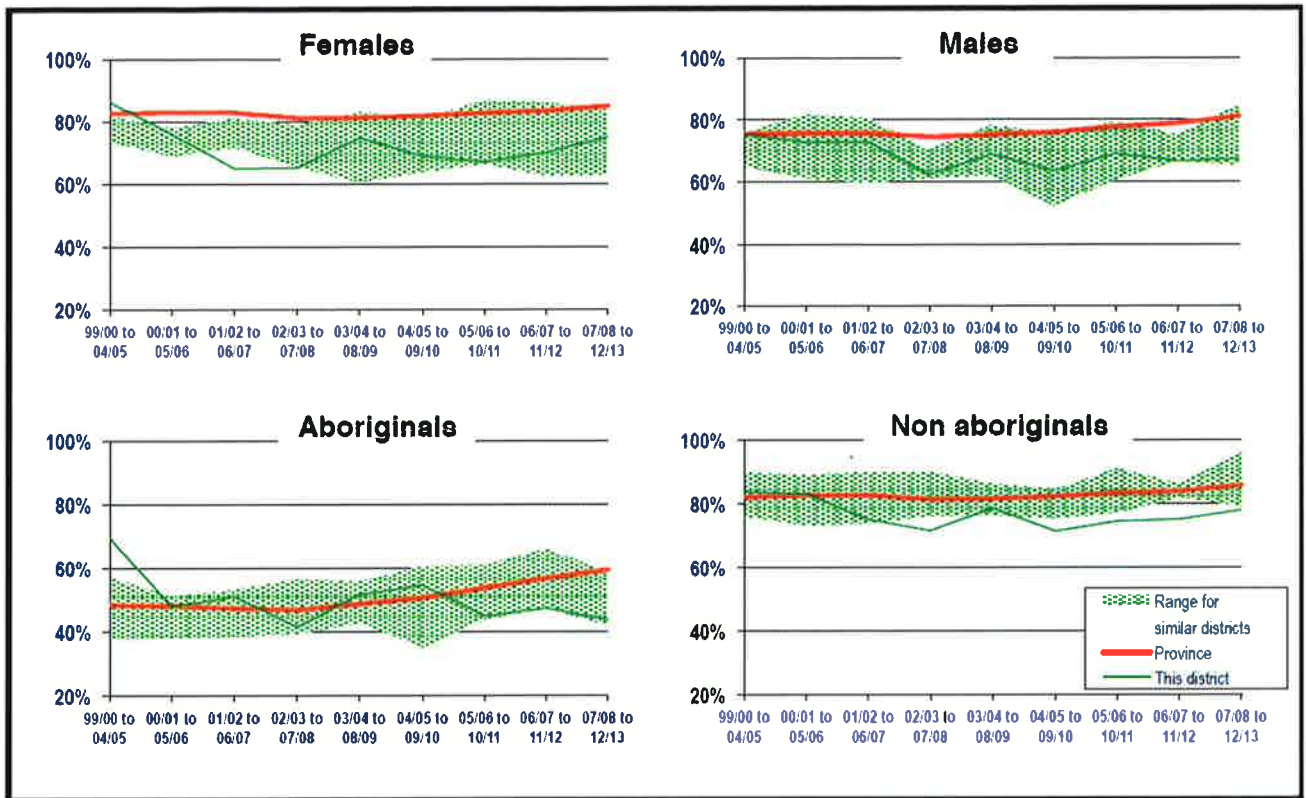 Females
100%
80%
60%
40%
20%
99/00 to 00/01 to 01/02 to 02/03 to 03/04 to 04/05 to 05/06 to 06/07 to 07/08 to
04/05 05/06 06/07 07/08 08/09 09/10 10/11 11/12 12/13
Males
100%
80%
60%
40%
20%
99/00 to 00/01 to 01/02 to 02/03 to 03/04 to 04/05 to 05/06 to 06/07 to 07/08 to
04/05 05/06 06/07 07/08 08/09 09/10 10/11 11/12 12/13
Aboriginals
100%
80%
60%
40%
20%
99/00 to 00/01 to 01/02 to 02/03 to 03/04 to 04/05 to 05/06 to 06/07 to 07/08 to
04/05 05/06 06/07 07/08 08/09 09/10 10/11 11/12 12/13
Non aboriginals
100%
80%
60%
40%
20%
Range for
similar districts
Province
This district
99/00 to 00/01 to 01/02 to 02/03 to 03/04 to 04/05 to 05/06 to 06/07 to 07/08 to
04/05 05/06 06/07 07/08 08/09 09/10 10/11 11/12 12/13